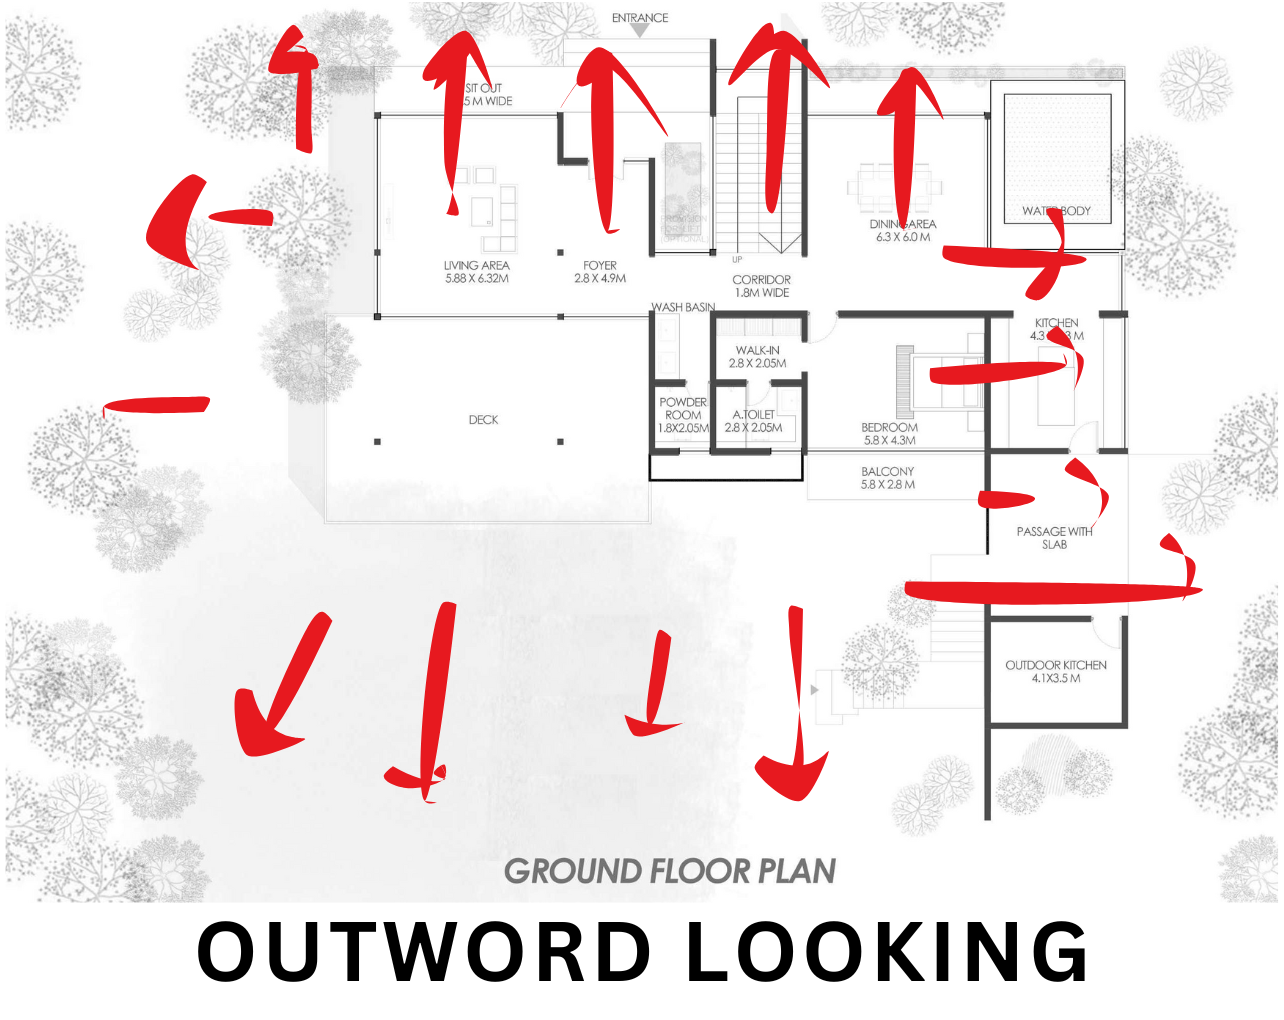 ENTRANCE
SIT OUT
5 M WIDE
WATER BODY
DINING AREA
6.3 X 6.0 M
LIVING AREA
5.88 X 6.32M
FOYER
2.8 X 4.9M
UP
CORRIDOR
1.8M WIDE
WASH BASIN
KITCHEN
4.3 3 M
WALK-IN
2.8 X 2.05M
POWDER
ROOM
1.8X2.05M
A.TOILET
2.8 X 2.05M
DECK
BEDROOM
5.8 X 4.3M
BALCONY
5.8 X 2.8 M
PASSAGE WITH
SLAB
OUTDOOR KITCHEN
4.1X3.5 M
GROUND FLOOR PLAN
OUTWORD LOOKING